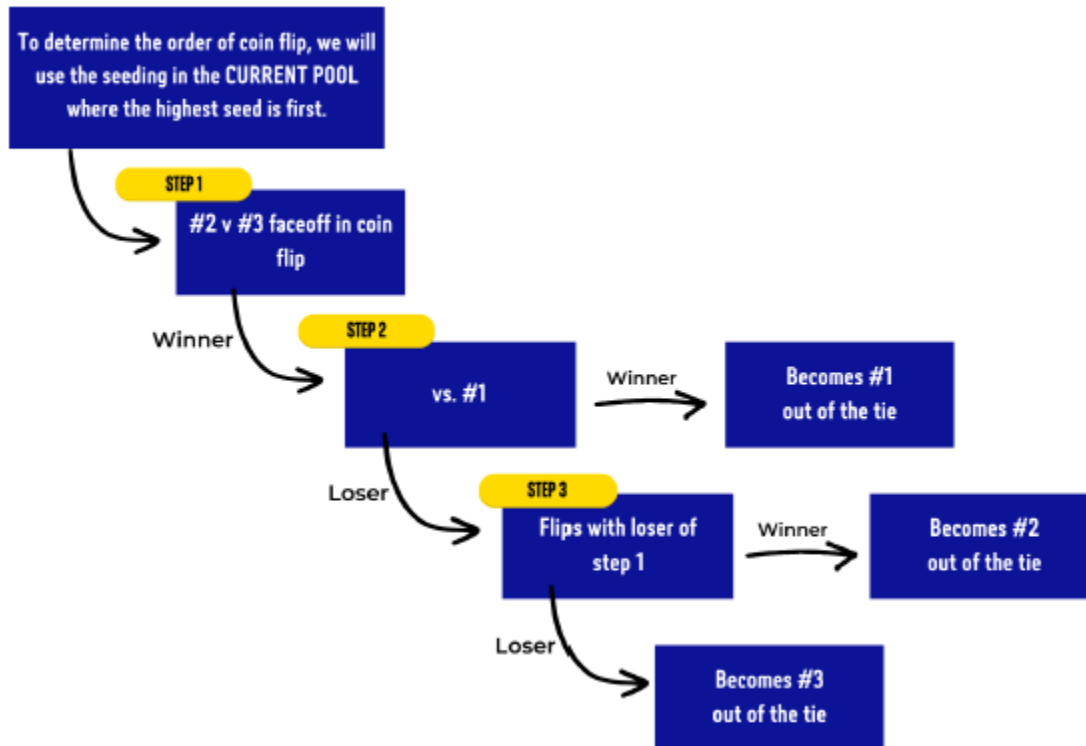 To determine the order of coin flip, we will
use the seeding in the CURRENT POOL
where the highest seed is first.
STEP 1
#2 v #3 faceoff in coin
flip
Winner
STEP 2
vs. #1
Winner
Becomes #1
out of the tie
Loser
STEP 3
Flips with loser of
step 1
Winner
Becomes #2
out of the tie
Loser
Becomes #3
out of the tie